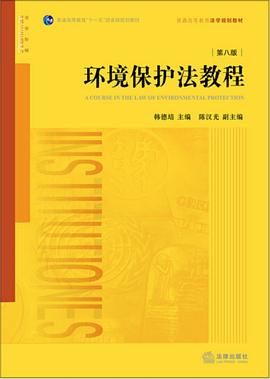 普通高等教育“十一五”国家级规划教材
普通高等教育法学规划教材
第八版
环境保护法教程
A COURSE IN THE LAW OF ENVIRONMENTAL PROTECTION
韩德培 主编 陈汉光 副主编
INSTITUTIONES
法律出版社